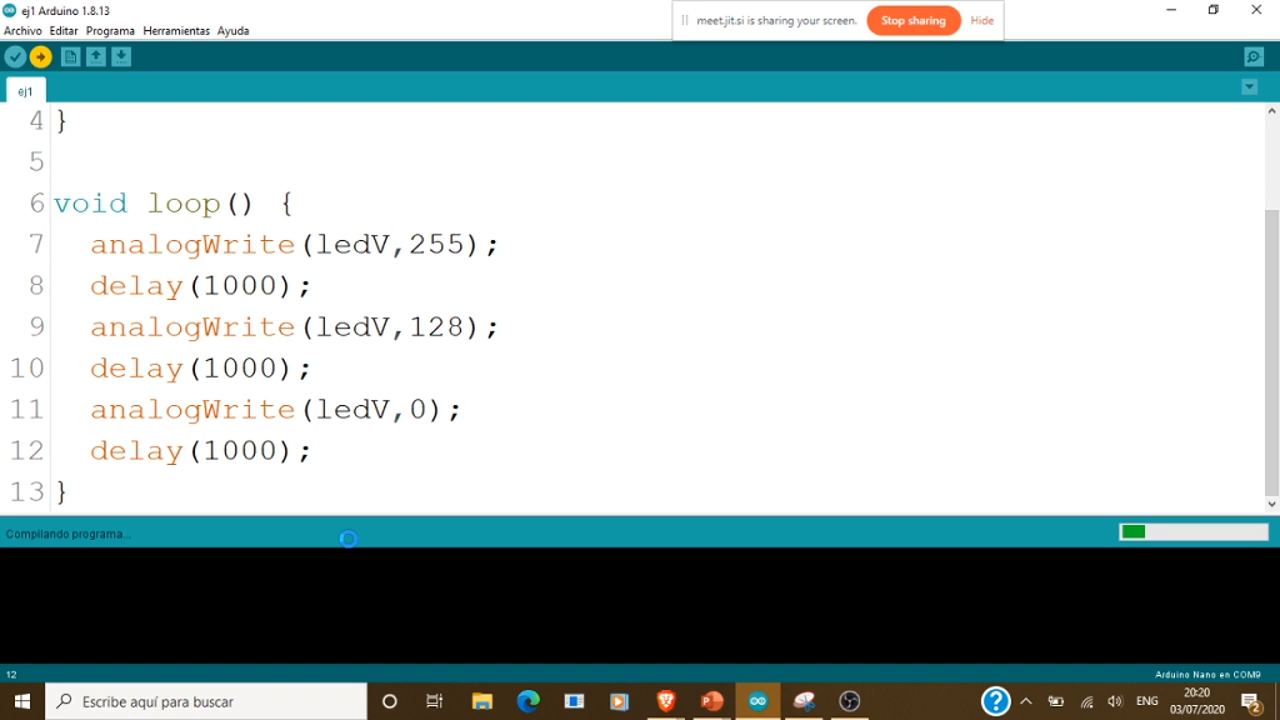 ej1 Arduino 1.8.13
meet.jit.si is sharing your screen. Stop sharing Hide
Archivo Editar Programa Herramientas Ayuda
ej1
4 }
5
6 void loop() {
7 analogWrite(ledV,255);
8 delay(1000);
9 analogWrite(ledV,128);
10 delay(1000);
11 analogWrite(ledV,0);
12 delay(1000);
13 }
Compilando programa...
12
Arduino Nano en COM9
Escribe aquí para buscar
ENG
20:20
03/07/2020
2